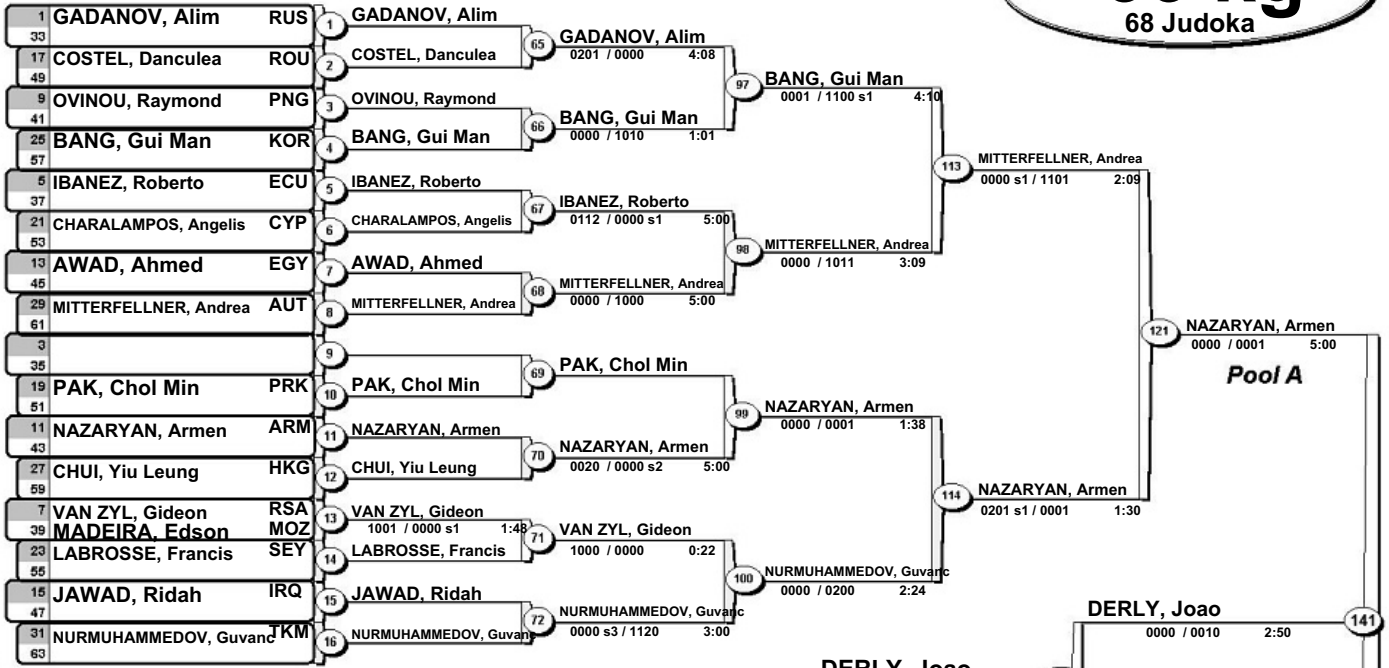 68 Judoka
1 GADANOV, Alim RUS
33
17 COSTEL, Danculea ROU
49
9 OVINOU, Raymond PNG
41
25 BANG, Gui Man KOR
57
5 IBANEZ, Roberto ECU
37
21 CHARALAMPOS, Angelis CYP
53
13 AWAD, Ahmed EGY
45
29 MITTERFELLNER, Andrea AUT
61
3
35
19 PAK, Chol Min PRK
51
11 NAZARYAN, Armen ARM
43
27 CHUI, Yiu Leung HKG
59
7 VAN ZYL, Gideon RSA
39 MADEIRA, Edson MOZ
23 LABROSSE, Francis SEY
55
15 JAWAD, Ridah IRQ
47
31 NURMUHAMMEDOV, Guvanc TKM
63
1 GADANOV, Alim
2 COSTEL, Danculea
3 OVINOU, Raymond
4 BANG, Gui Man
5 IBANEZ, Roberto
6 CHARALAMPOS, Angelis
7 AWAD, Ahmed
8 MITTERFELLNER, Andrea
9
10 PAK, Chol Min
11 NAZARYAN, Armen
12 CHUI, Yiu Leung
13 VAN ZYL, Gideon
1001 / 0000 s1 1:48
14 LABROSSE, Francis
15 JAWAD, Ridah
16 NURMUHAMMEDOV, Guvanc
65 GADANOV, Alim
0201 / 0000 4:08
66 BANG, Gui Man
0000 / 1010 1:01
67 IBANEZ, Roberto
0112 / 0000 s1 5:00
68 MITTERFELLNER, Andrea
0000 / 1000 5:00
69 PAK, Chol Min
70 NAZARYAN, Armen
0020 / 0000 s2 5:00
71 VAN ZYL, Gideon
1000 / 0000 0:22
72 NURMUHAMMEDOV, Guvanc
0000 s3 / 1120 3:00
97 BANG, Gui Man
0001 / 1100 s1 4:10
98 MITTERFELLNER, Andrea
0000 / 1011 3:09
99 NAZARYAN, Armen
0000 / 0001 1:38
100 NURMUHAMMEDOV, Guvanc
0000 / 0200 2:24
113 MITTERFELLNER, Andrea
0000 s1 / 1101 2:09
114 NAZARYAN, Armen
0201 s1 / 0001 1:30
121 NAZARYAN, Armen
0000 / 0001 5:00
Pool A
DERLY, Joao
0000 / 0010 2:50
141
DERLY, Joao